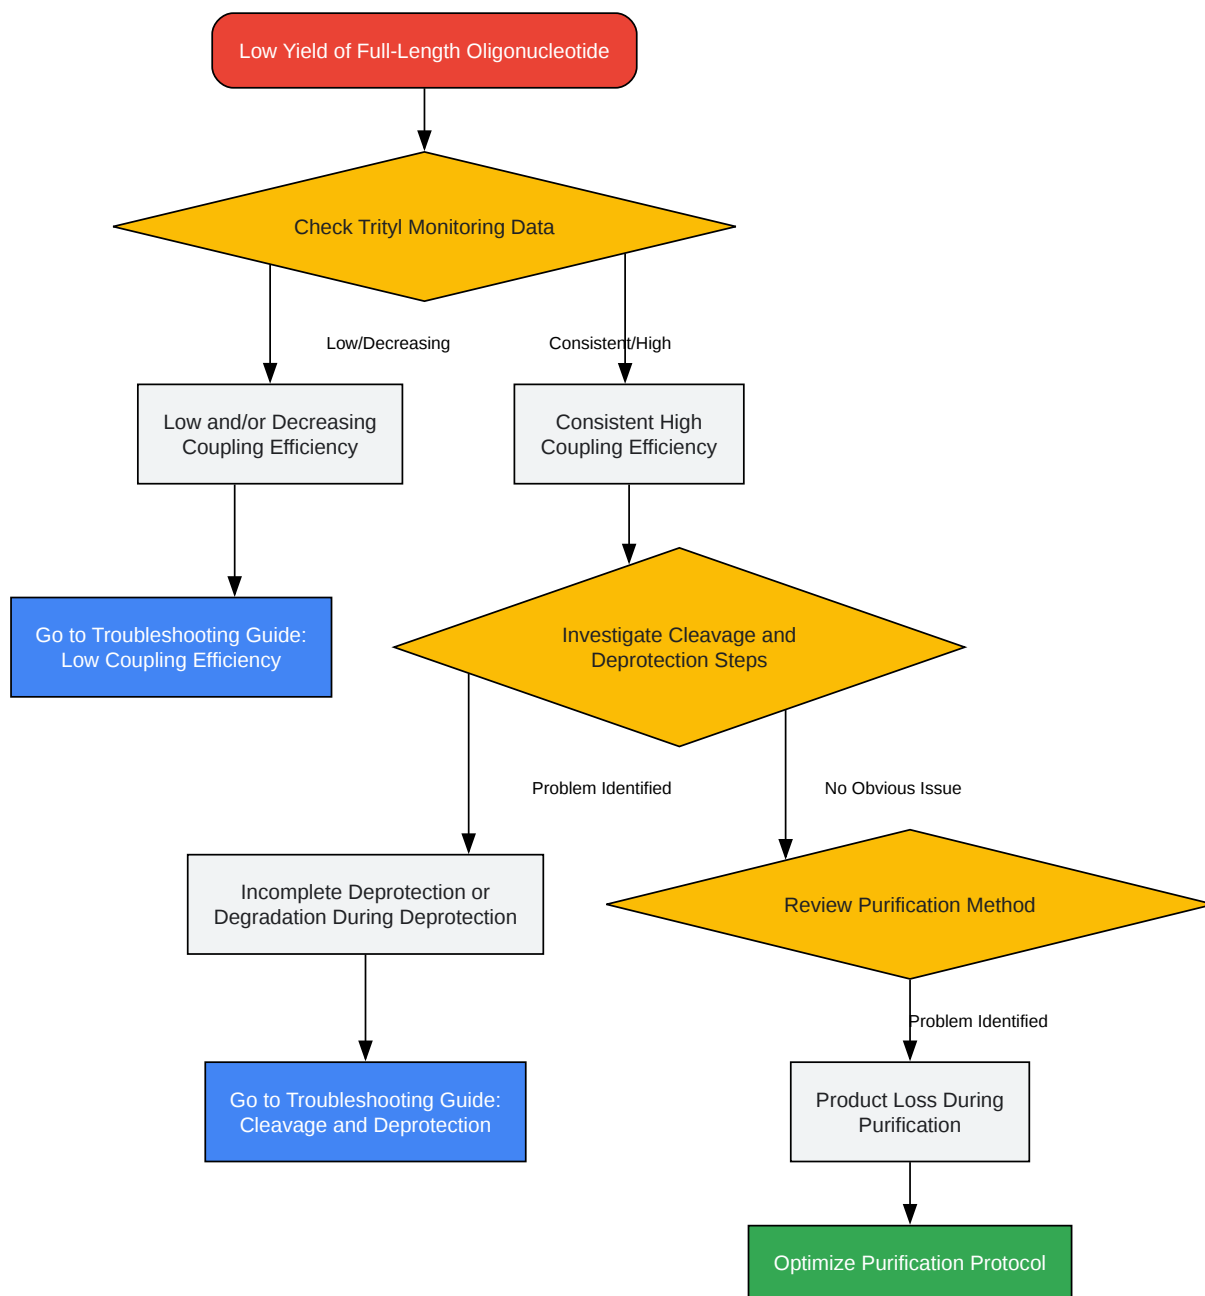 Low Yield of Full-Length Oligonucleotide
Check Trityl Monitoring Data
Low/Decreasing
Consistent/High
Low and/or Decreasing
Coupling Efficiency
Consistent High
Coupling Efficiency
Go to Troubleshooting Guide:
Low Coupling Efficiency
Investigate Cleavage and
Deprotection Steps
Problem Identified
No Obvious Issue
Incomplete Deprotection or
Degradation During Deprotection
Review Purification Method
Problem Identified
Go to Troubleshooting Guide:
Cleavage and Deprotection
Product Loss During
Purification
Optimize Purification Protocol